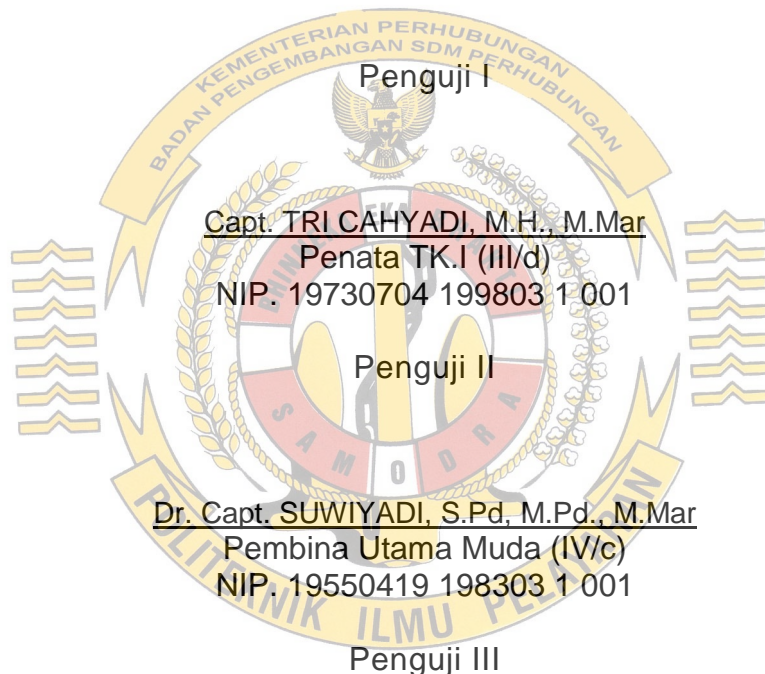 KEMENTERIAN PERHUBUNGAN
BADAN PENGEMBANGAN SDM PERHUBUNGAN
Penguji I
Capt. TRI CAHYADI, M.H., M.Mar
Penata TK.I (III/d)
NIP. 19730704 199803 1 001
Penguji II
SAMODRA
Dr. Capt. SUWIYADI, S.Pd, M.Pd., M.Mar
Pembina Utama Muda (IV/c)
NIP. 19550419 198303 1 001
POLITEKNIK ILMU PELAYARAN
Penguji III